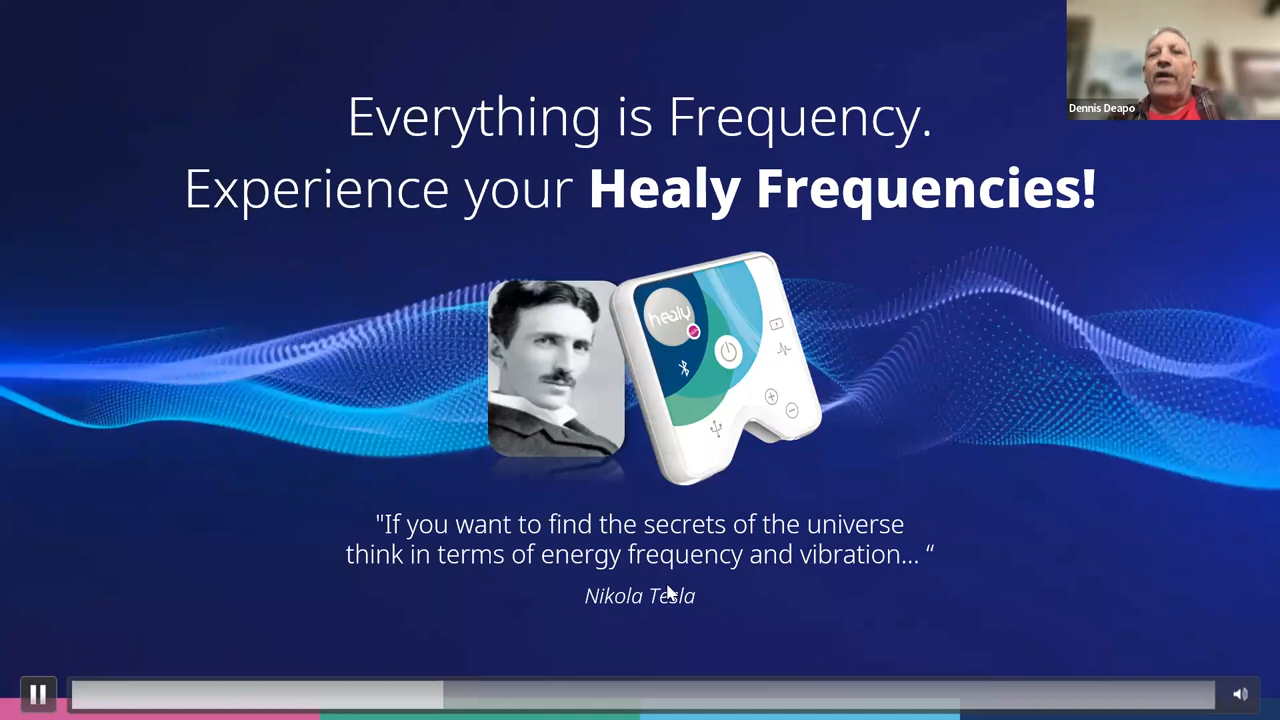 Everything is Frequency.
Experience your Healy Frequencies!
Dennis Deapo
healy
"If you want to find the secrets of the universe
think in terms of energy frequency and vibration... “
Nikola Tesla